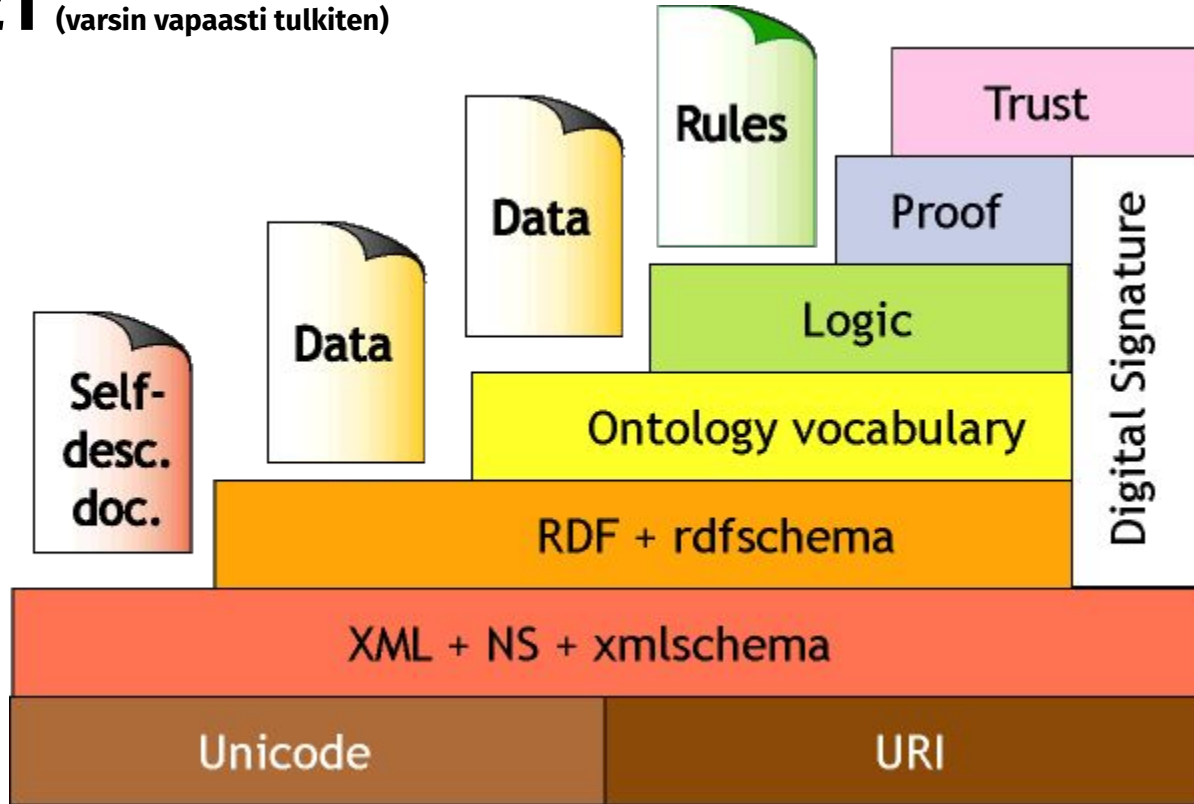 (varsin vapaasti tulkiten)
Rules
Trust
Data
Proof
Data
Logic
Self-
desc.
doc.
Ontology vocabulary
Digital Signature
RDF + rdfschema
XML + NS + xmlschema
Unicode
URI